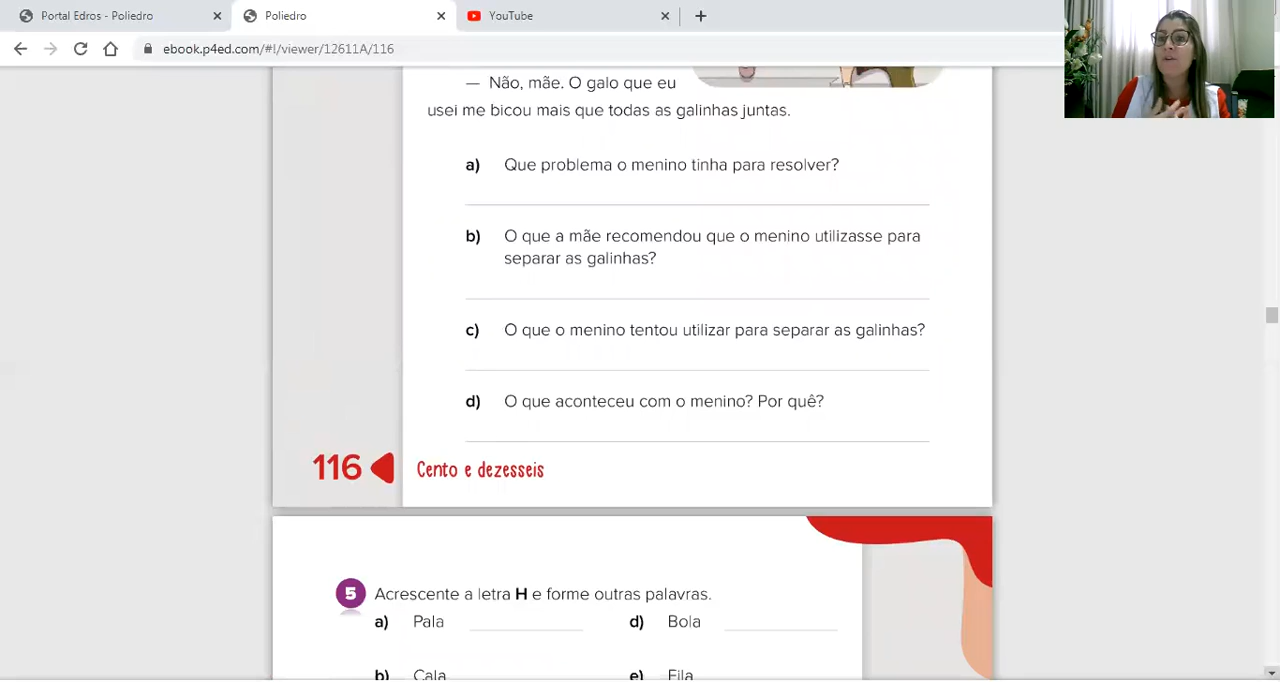 Portal Edros - Poliedro
Poliedro
YouTube
ebook.p4ed.com/#l/viewer/12611A/116
— Não, mãe. O galo que eu
usei me bicou mais que todas as galinhas juntas.
a) Que problema o menino tinha para resolver?
b) O que a mãe recomendou que o menino utilizasse para
separar as galinhas?
c) O que o menino tentou utilizar para separar as galinhas?
d) O que aconteceu com o menino? Por quê?
116 Cento e dezesseis
5 Acrescente a letra H e forme outras palavras.
a) Pala
d) Bola
b) Cala
e) Fila